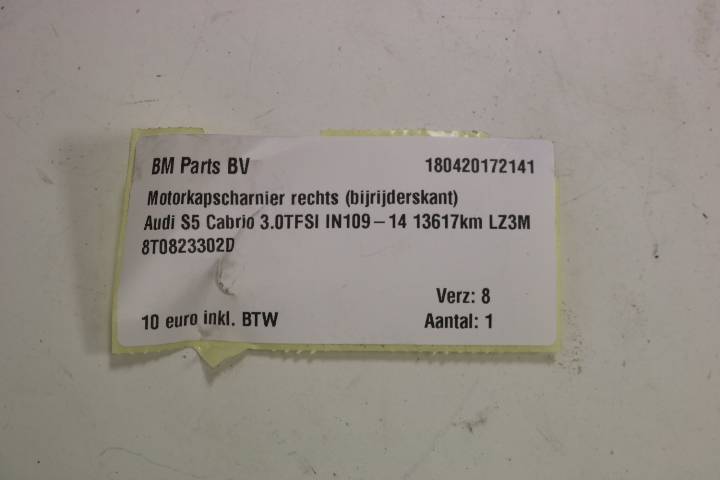 BM Parts BV 180420172141
Motorkapscharnier rechts (bijrijderskant)
Audi S5 Cabrio 3.0TFSI IN109-14 13617km LZ3M
8T0823302D
Verz: 8
10 euro inkl. BTW Aantal: 1